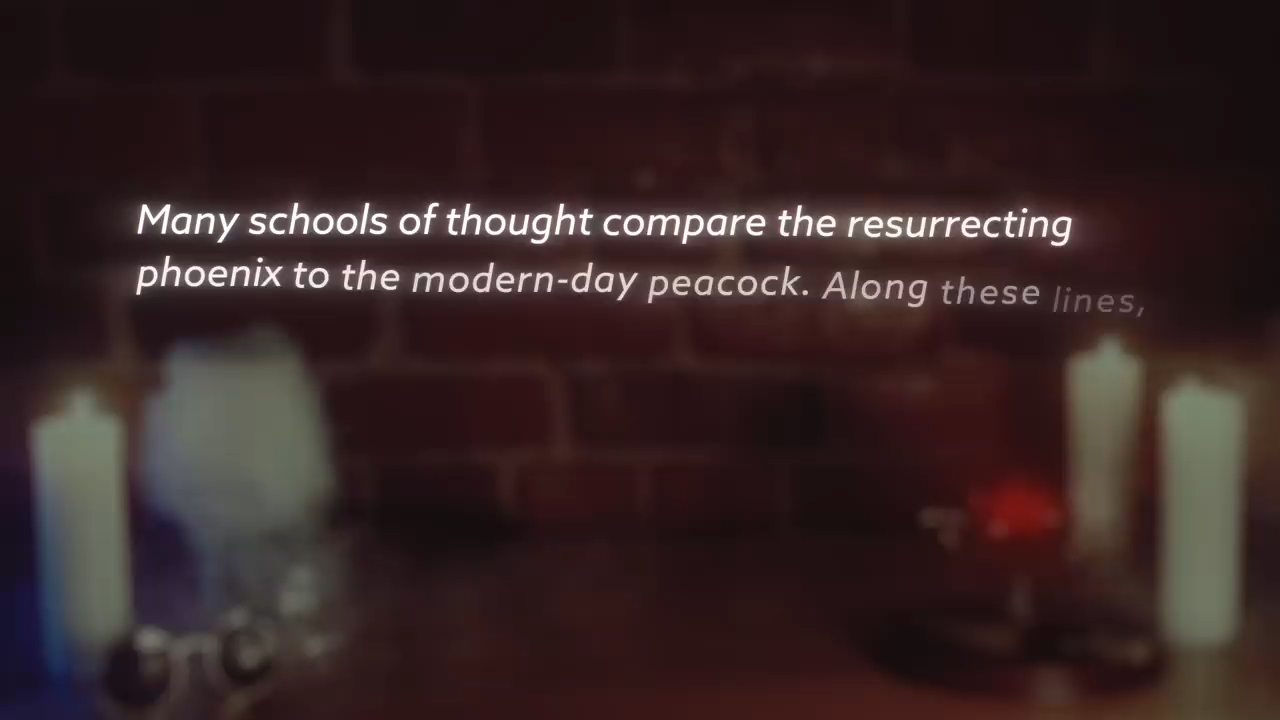 Many schools of thought compare the resurrecting
phoenix to the modern-day peacock. Along these lines,